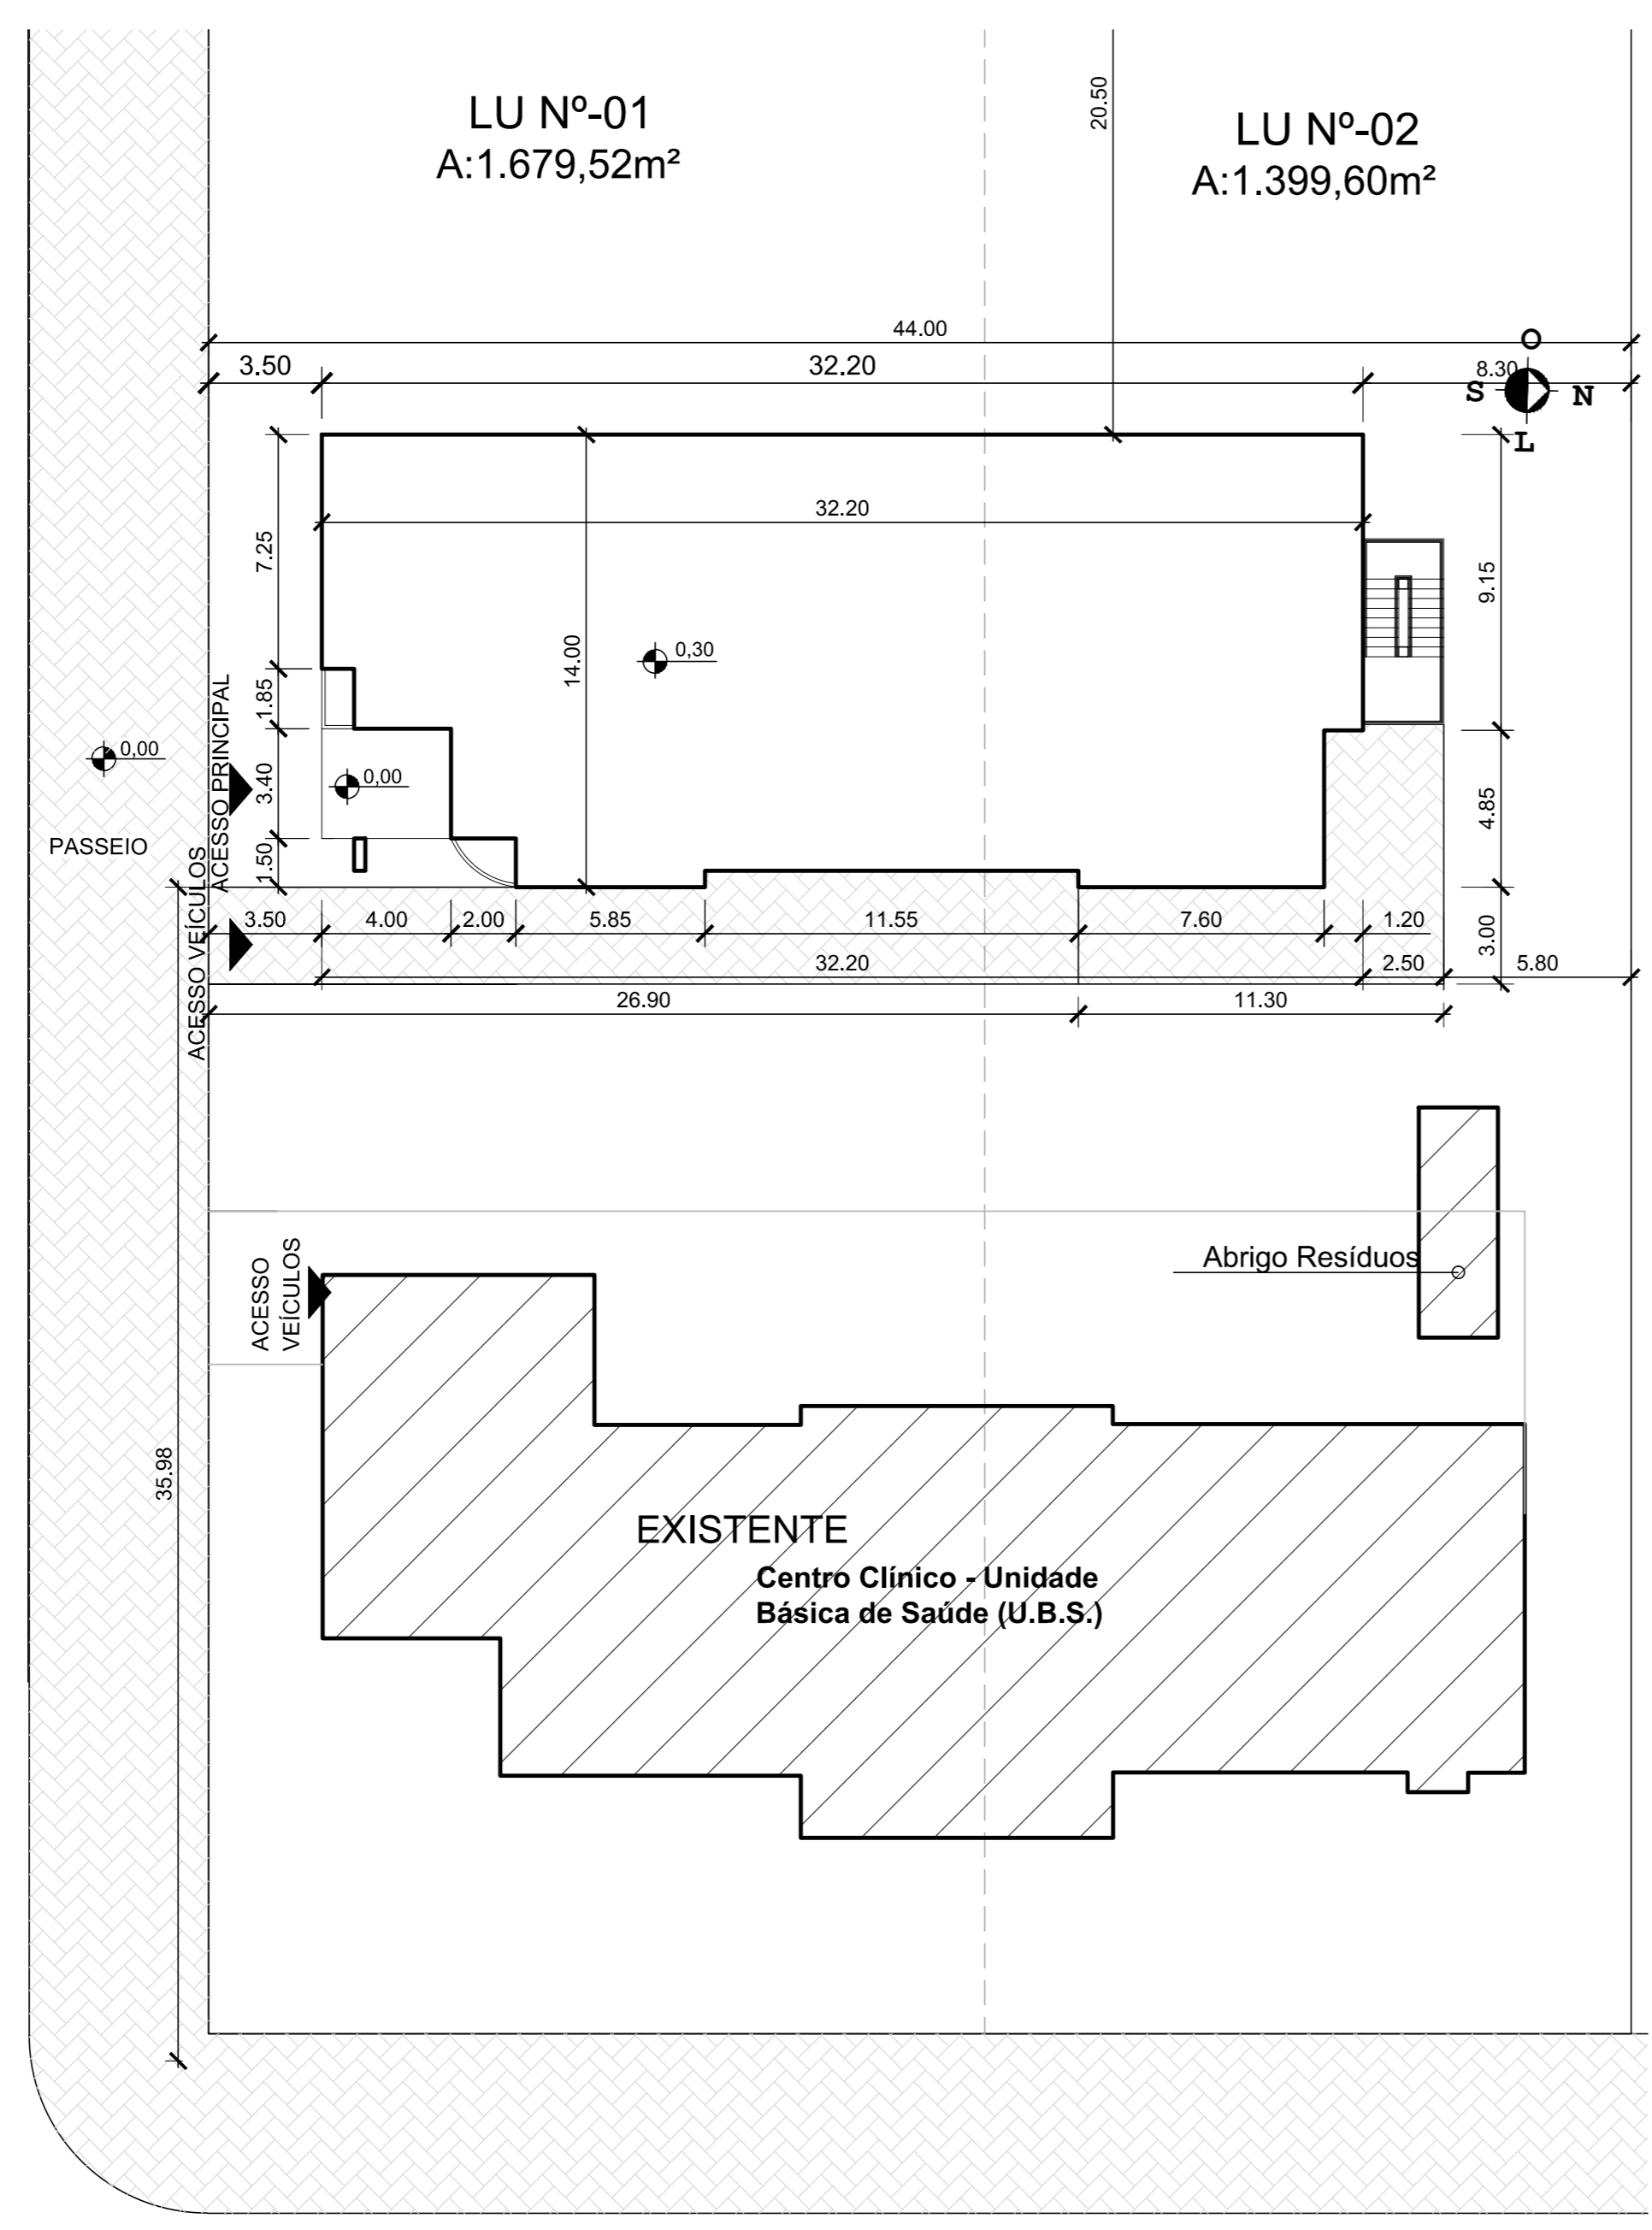 LU Nº-01
A:1.679,52m²
20.50
LU Nº-02
A:1.399,60m²
44.00
3.50
32.20
8.30
O
S
N
L
32.20
7.25
14.00
0,30
9.15
1.85
ACESSO PRINCIPAL
0,00
0,00
3.40
4.85
PASSEIO
1.50
ACESSO VEÍCULOS
3.50
4.00
2.00
5.85
11.55
7.60
1.20
3.00
32.20
2.50
5.80
26.90
11.30
Abrigo Resíduos
ACESSO
VEÍCULOS
35.98
EXISTENTE
Centro Clínico - Unidade
Básica de Saúde (U.B.S.)